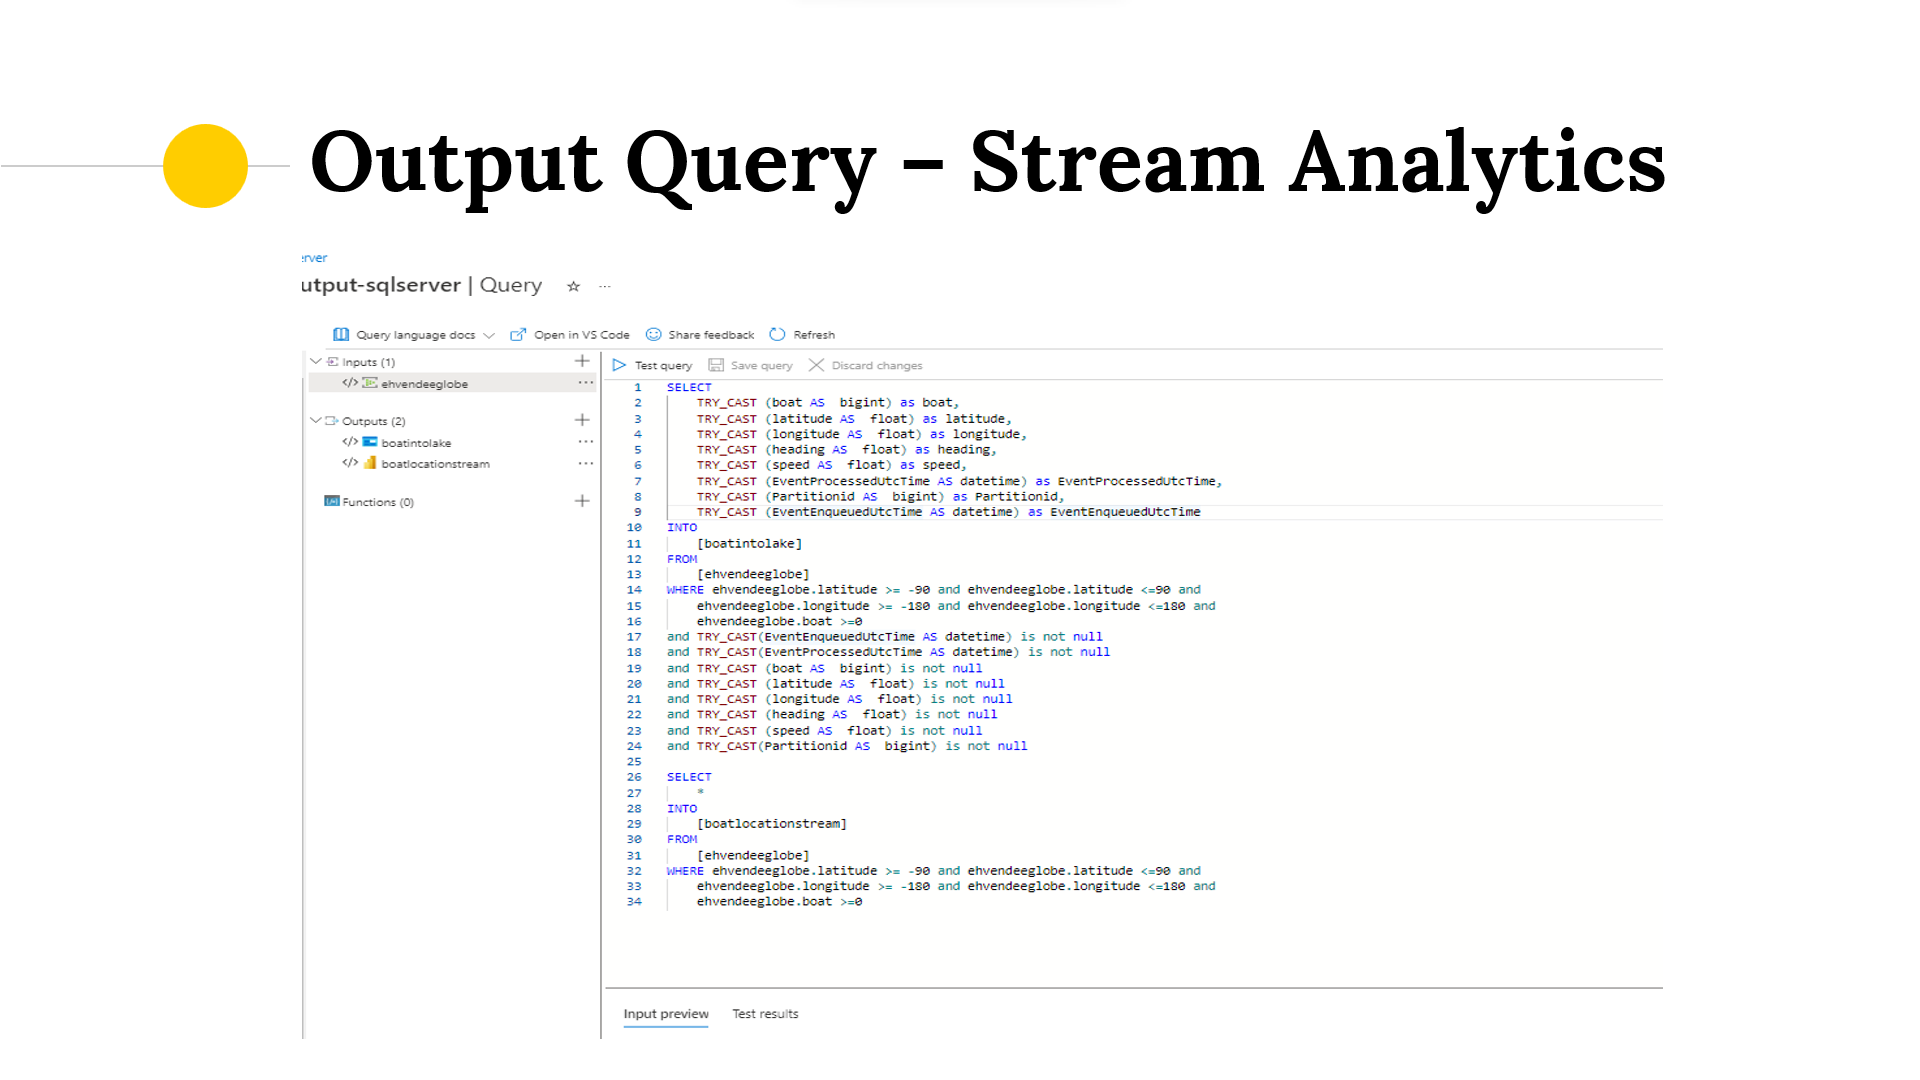 Output Query – Stream Analytics
erver
utput-sqlserver | Query ☆ ...
Query language docs Open in VS Code Share feedback Refresh
Inputs (1) +
</> ehvendeeglobe ...
Outputs (2) +
</> boatintolake ...
</> boatlocationstream ...
Functions (0) +
Test query Save query Discard changes
1 SELECT
2 TRY_CAST (boat AS bigint) as boat,
3 TRY_CAST (latitude AS float) as latitude,
4 TRY_CAST (longitude AS float) as longitude,
5 TRY_CAST (heading AS float) as heading,
6 TRY_CAST (speed AS float) as speed,
7 TRY_CAST (EventProcessedUtcTime AS datetime) as EventProcessedUtcTime,
8 TRY_CAST (Partitionid AS bigint) as Partitionid,
9 TRY_CAST (EventEnqueuedUtcTime AS datetime) as EventEnqueuedUtcTime
10 INTO
11 [boatintolake]
12 FROM
13 [ehvendeeglobe]
14 WHERE ehvendeeglobe.latitude >= -90 and ehvendeeglobe.latitude <=90 and
15 ehvendeeglobe.longitude >= -180 and ehvendeeglobe.longitude <=180 and
16 ehvendeeglobe.boat >=0
17 and TRY_CAST(EventEnqueuedUtcTime AS datetime) is not null
18 and TRY_CAST(EventProcessedUtcTime AS datetime) is not null
19 and TRY_CAST (boat AS bigint) is not null
20 and TRY_CAST (latitude AS float) is not null
21 and TRY_CAST (longitude AS float) is not null
22 and TRY_CAST (heading AS float) is not null
23 and TRY_CAST (speed AS float) is not null
24 and TRY_CAST(Partitionid AS bigint) is not null
25
26 SELECT
27 *
28 INTO
29 [boatlocationstream]
30 FROM
31 [ehvendeeglobe]
32 WHERE ehvendeeglobe.latitude >= -90 and ehvendeeglobe.latitude <=90 and
33 ehvendeeglobe.longitude >= -180 and ehvendeeglobe.longitude <=180 and
34 ehvendeeglobe.boat >=0
Input preview Test results